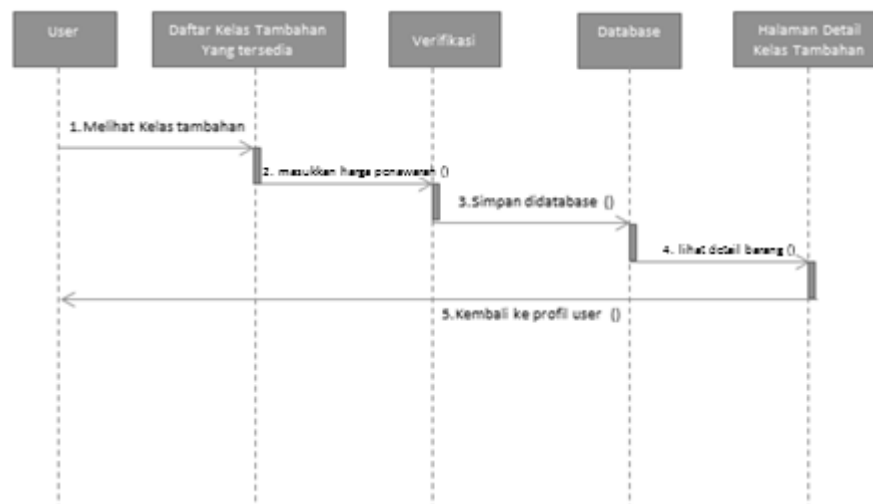 User
Daftar Kelas Tambahan
Yang tersedia
Verifikasi
Database
Halaman Detail
Kelas Tambahan
1.Melihat Kelas tambahan
2. masukkan harga penawaran ()
3.Simpan didatabase ()
4. lihat detail barang ()
5.Kembali ke profil user ()